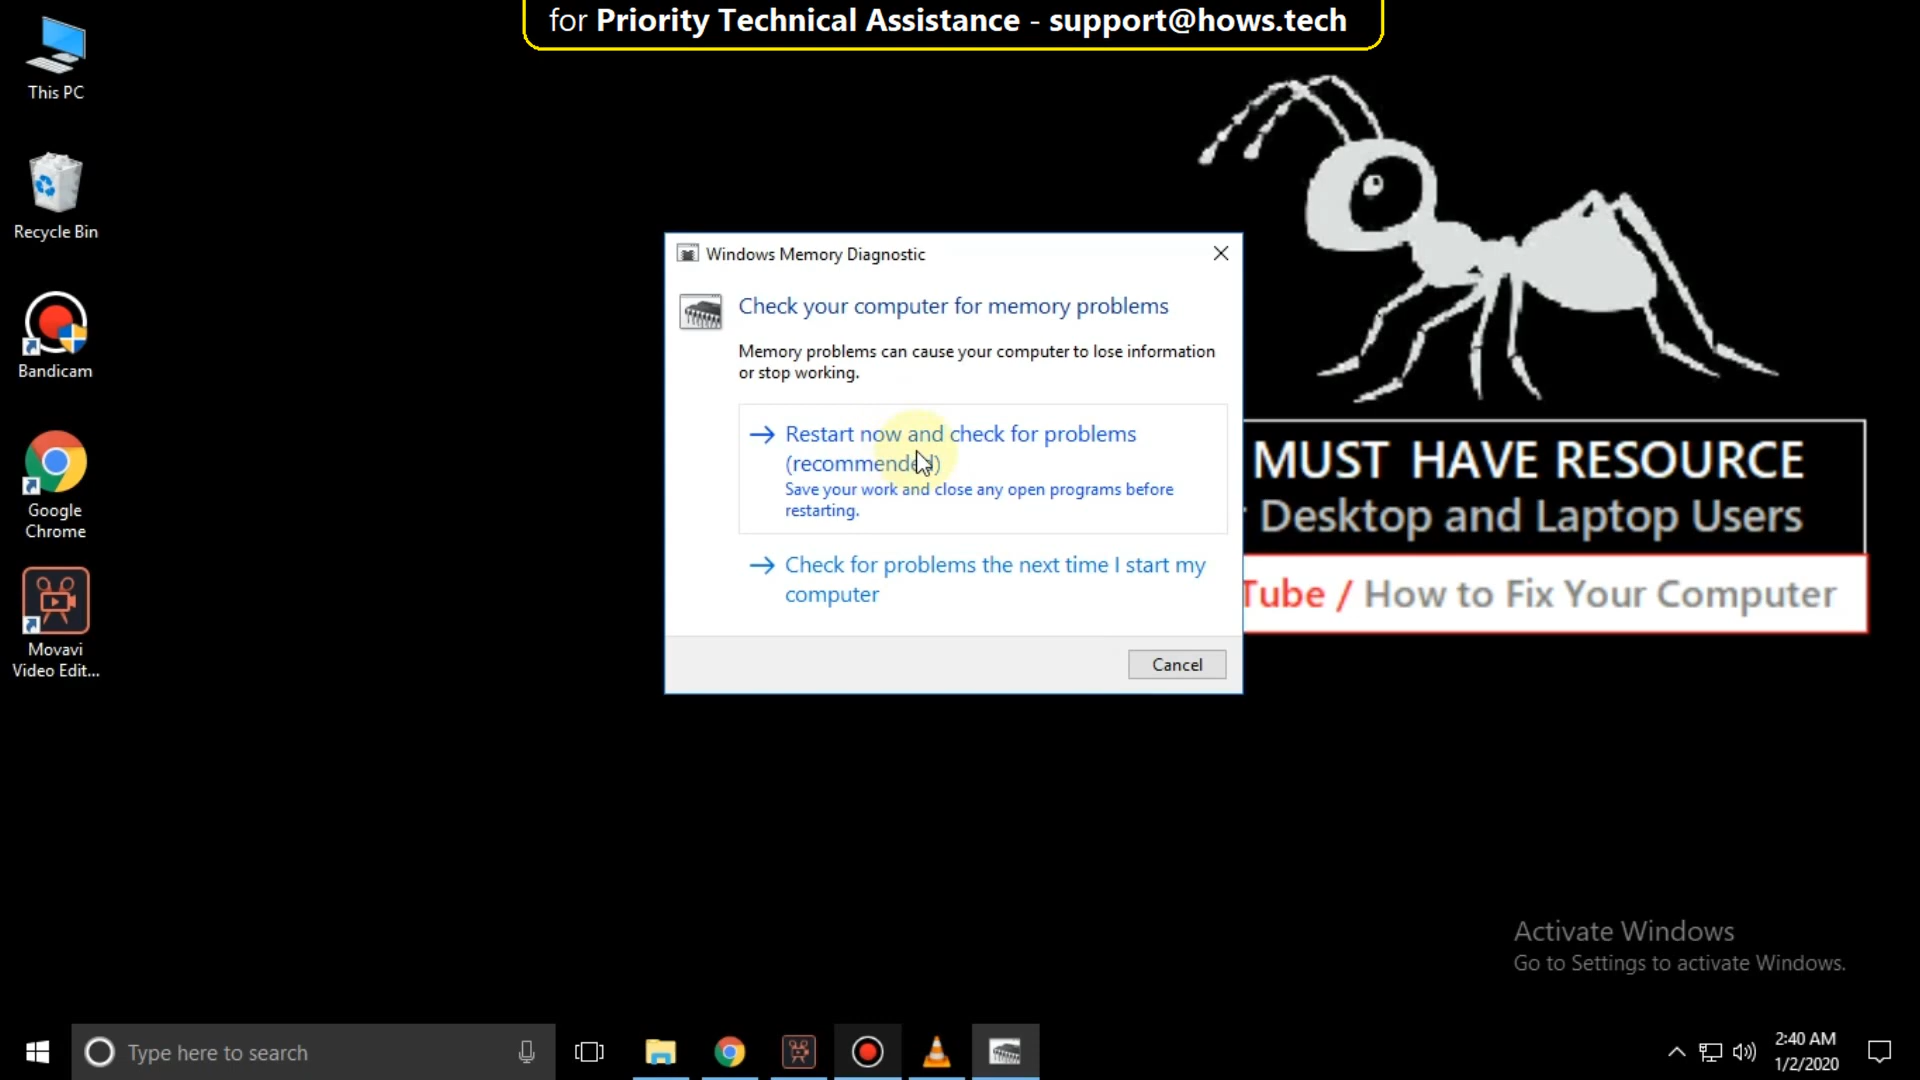 for Priority Technical Assistance - support@hows.tech
This PC
Recycle Bin
Bandicam
Google
Chrome
Movavi
Video Edit...
Windows Memory Diagnostic
Check your computer for memory problems
Memory problems can cause your computer to lose information
or stop working.
Restart now and check for problems
(recommended)
Save your work and close any open programs before
restarting.
Check for problems the next time I start my
computer
Cancel
MUST HAVE RESOURCE
Desktop and Laptop Users
Tube / How to Fix Your Computer
Activate Windows
Go to Settings to activate Windows.
Type here to search
2:40 AM
1/2/2020